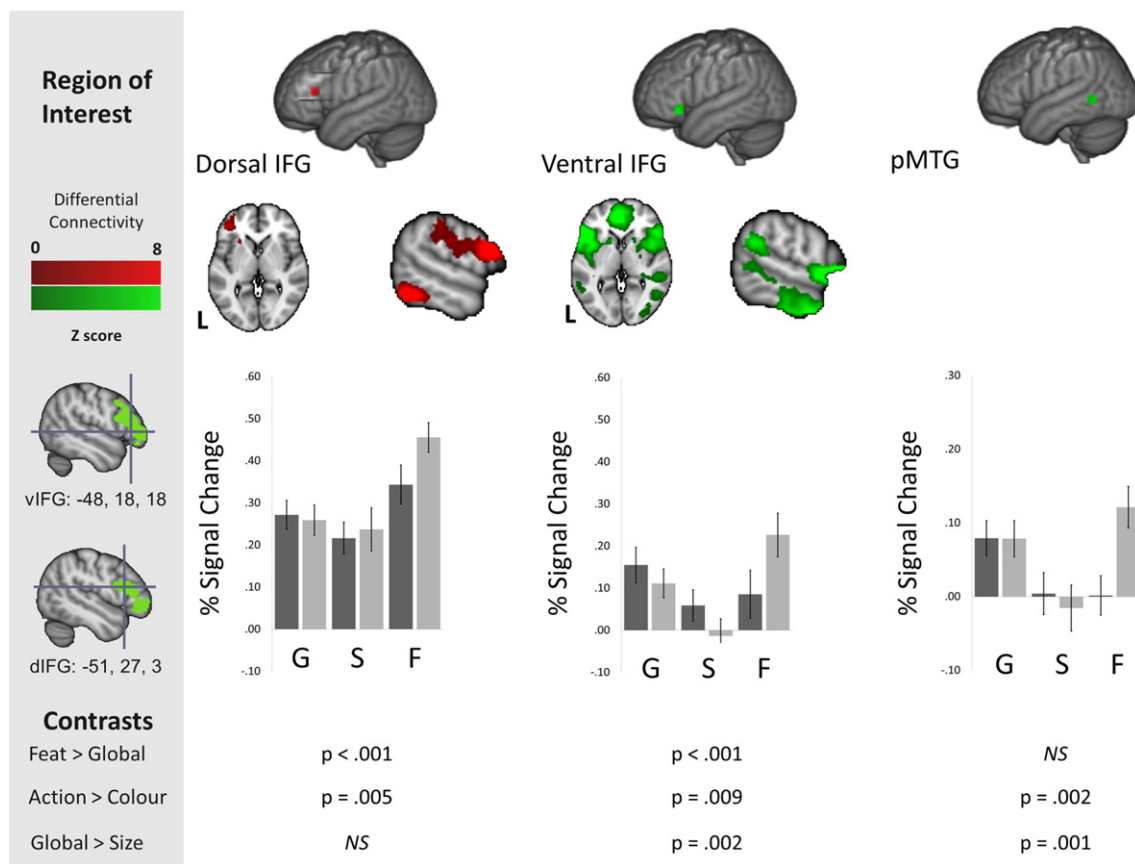 Region of
Interest
Differential
Connectivity
0 8
Z score
vIFG: -48, 18, 18
dIFG: -51, 27, 3
Contrasts
Feat > Global
Action > Colour
Global > Size
Dorsal IFG
L
% Signal Change
.60
.50
.40
.30
.20
.10
.00
-.10
G S F
p < .001
p = .005
NS
Ventral IFG
L
% Signal Change
.60
.50
.40
.30
.20
.10
.00
-.10
G S F
p < .001
p = .009
p = .002
pMTG
% Signal Change
.30
.20
.10
.00
-.10
G S F
NS
p = .002
p = .001